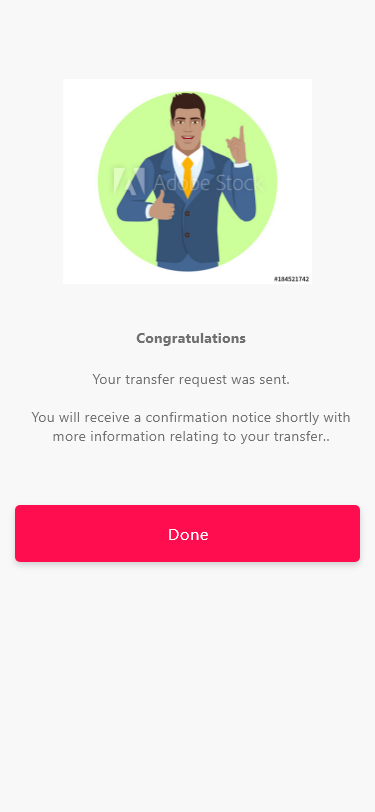 Adobe Stock
#184521742
Congratulations
Your transfer request was sent.
You will receive a confirmation notice shortly with
more information relating to your transfer..
Done